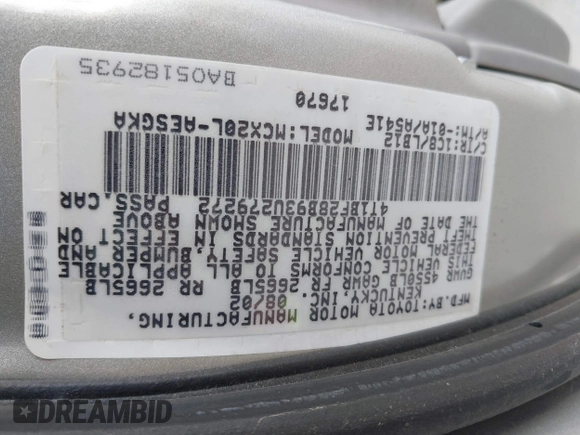 MFD.BY:TOYOTA MOTOR MANUFACTURING,
KENTUCKY, INC. 08/02
GVWR 4550LB GAWR FR 2665LB RR 2665LB
THIS VEHICLE CONFORMS TO ALL APPLICABLE
FEDERAL MOTOR VEHICLE SAFETY, BUMPER AND
THEFT PREVENTION STANDARDS IN EFFECT ON
THE DATE OF MANUFACTURE SHOWN ABOVE
4T1BF28B93U279272 PASS.CAR
C/TR:1C8/LB12 MODEL:MCX20L-AESGKA
A/TM:-01A/A541E 17670
BA05182935
DREAMBID